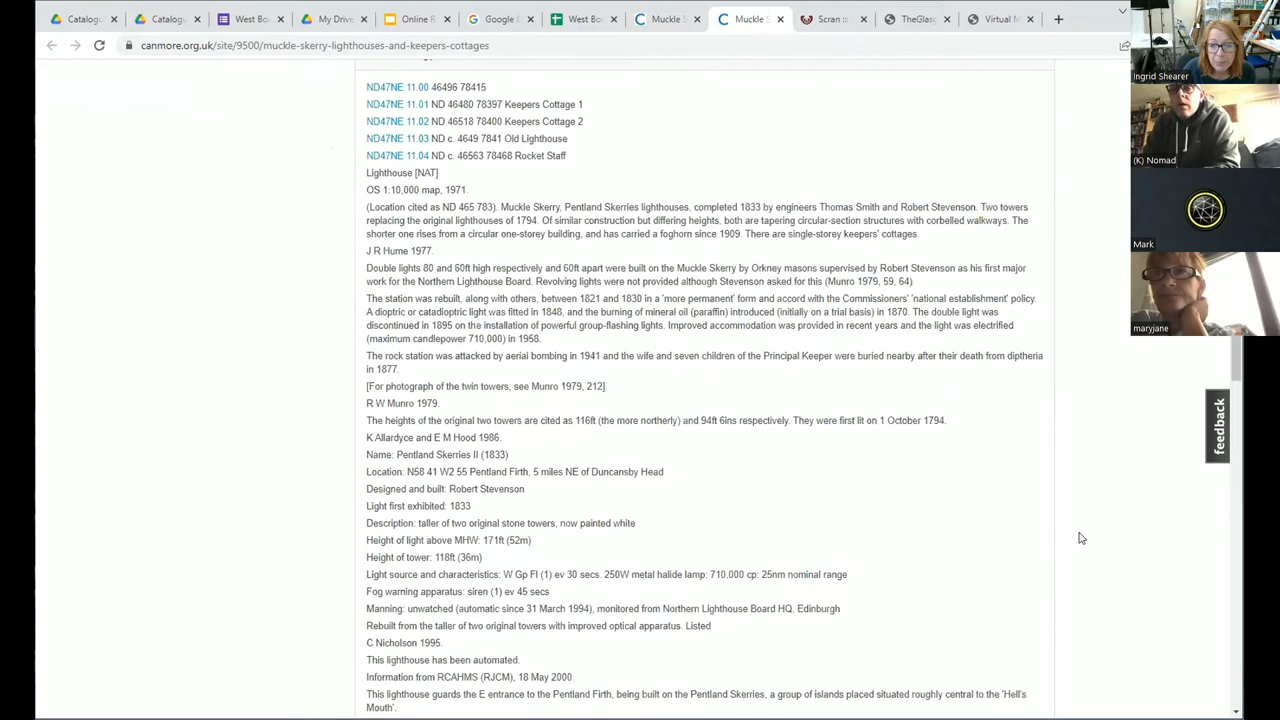 Catalogu
Catalogu
West Bo
My Drive
Online R
Google
West Bo
Muckle S
Muckle S
Scran :::
TheGlasg
Virtual M
canmore.org.uk/site/9500/muckle-skerry-lighthouses-and-keepers-cottages
ND47NE 11.00 46496 78415
ND47NE 11.01 ND 46480 78397 Keepers Cottage 1
ND47NE 11.02 ND 46518 78400 Keepers Cottage 2
ND47NE 11.03 ND c. 4649 7841 Old Lighthouse
ND47NE 11.04 ND c. 46563 78468 Rocket Staff
Lighthouse [NAT]
OS 1:10,000 map, 1971.
(Location cited as ND 465 783). Muckle Skerry, Pentland Skerries lighthouses, completed 1833 by engineers Thomas Smith and Robert Stevenson. Two towers
replacing the original lighthouses of 1794. Of similar construction but differing heights, both are tapering circular-section structures with corbelled walkways. The
shorter one rises from a circular one-storey building, and has carried a foghorn since 1909. There are single-storey keepers' cottages.
J R Hume 1977.
Double lights 80 and 60ft high respectively and 60ft apart were built on the Muckle Skerry by Orkney masons supervised by Robert Stevenson as his first major
work for the Northern Lighthouse Board. Revolving lights were not provided although Stevenson asked for this (Munro 1979, 59, 64).
The station was rebuilt, along with others, between 1821 and 1830 in a 'more permanent' form and accord with the Commissioners' 'national establishment' policy.
A dioptric or catadioptric light was fitted in 1848, and the burning of mineral oil (paraffin) introduced (initially on a trial basis) in 1870. The double light was
discontinued in 1895 on the installation of powerful group-flashing lights. Improved accommodation was provided in recent years and the light was electrified
(maximum candlepower 710,000) in 1958.
The rock station was attacked by aerial bombing in 1941 and the wife and seven children of the Principal Keeper were buried nearby after their death from diptheria
in 1877.
[For photograph of the twin towers, see Munro 1979, 212].
R W Munro 1979.
The heights of the original two towers are cited as 116ft (the more northerly) and 94ft 6ins respectively. They were first lit on 1 October 1794.
K Allardyce and E M Hood 1986.
Name: Pentland Skerries II (1833)
Location: N58 41 W2 55 Pentland Firth, 5 miles NE of Duncansby Head
Designed and built: Robert Stevenson
Light first exhibited: 1833
Description: taller of two original stone towers, now painted white
Height of light above MHW: 171ft (52m)
Height of tower: 118ft (36m)
Light source and characteristics: W Gp Fl (1) ev 30 secs. 250W metal halide lamp: 710,000 cp: 25nm nominal range
Fog warning apparatus: siren (1) ev 45 secs
Manning: unwatched (automatic since 31 March 1994), monitored from Northern Lighthouse Board HQ, Edinburgh
Rebuilt from the taller of two original towers with improved optical apparatus. Listed
C Nicholson 1995.
This lighthouse has been automated.
Information from RCAHMS (RJCM), 18 May 2000.
This lighthouse guards the E entrance to the Pentland Firth, being built on the Pentland Skerries, a group of islands placed situated roughly central to the 'Hell's
Mouth'.
feedback
Ingrid Shearer
(K) Nomad
Mark
maryjane